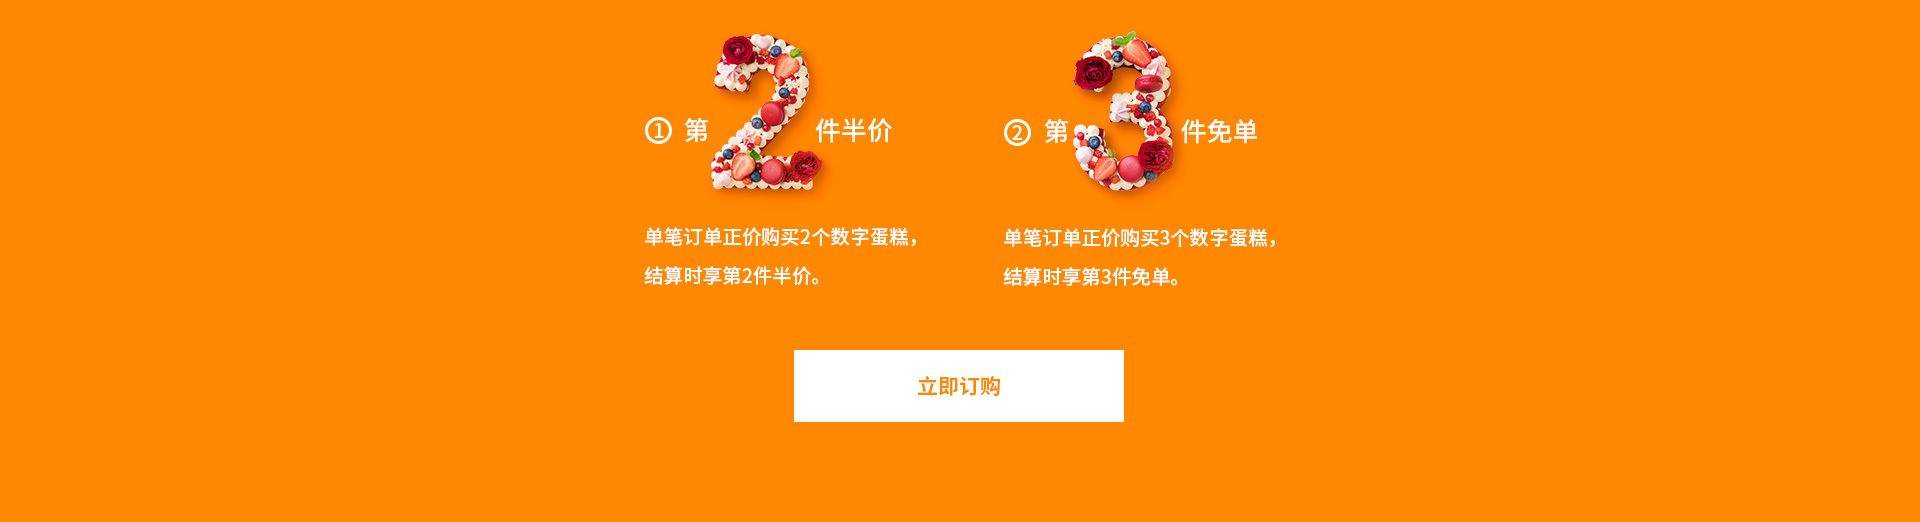 ① 第2件半价
单笔订单正价购买2个数字蛋糕，
结算时享第2件半价。
② 第3件免单
单笔订单正价购买3个数字蛋糕，
结算时享第3件免单。
立即订购